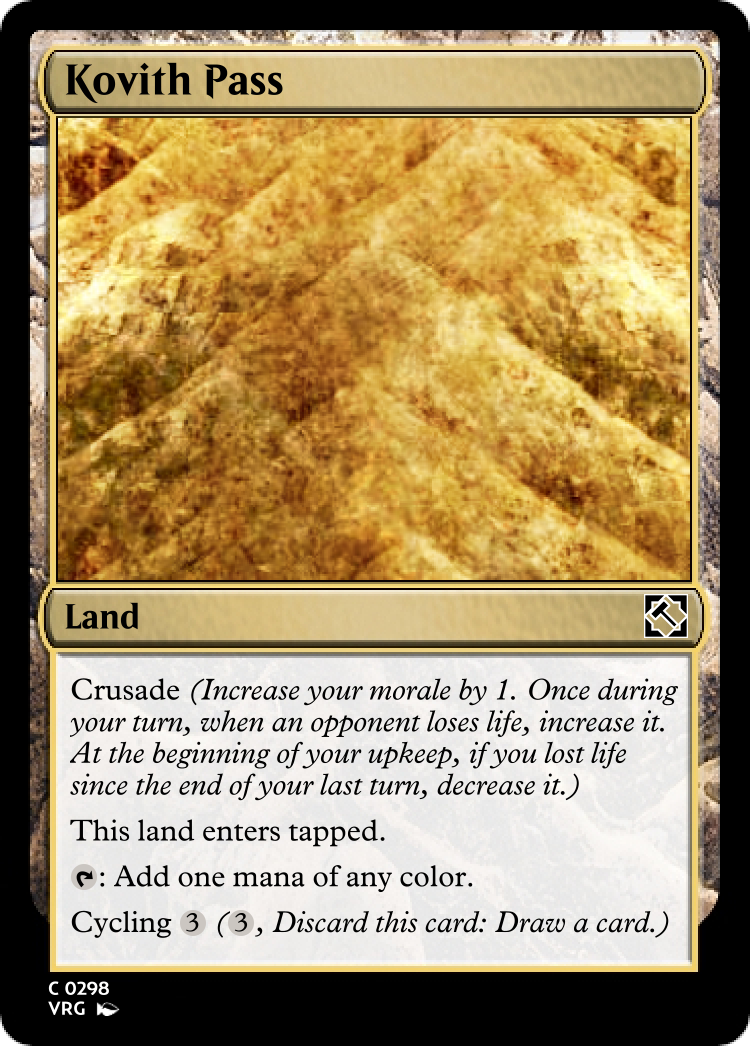 Kovith Pass
Land
Crusade (Increase your morale by 1. Once during
your turn, when an opponent loses life, increase it.
At the beginning of your upkeep, if you lost life
since the end of your last turn, decrease it.)
This land enters tapped.
: Add one mana of any color.
Cycling 3 (3, Discard this card: Draw a card.)
C 0298
VRG